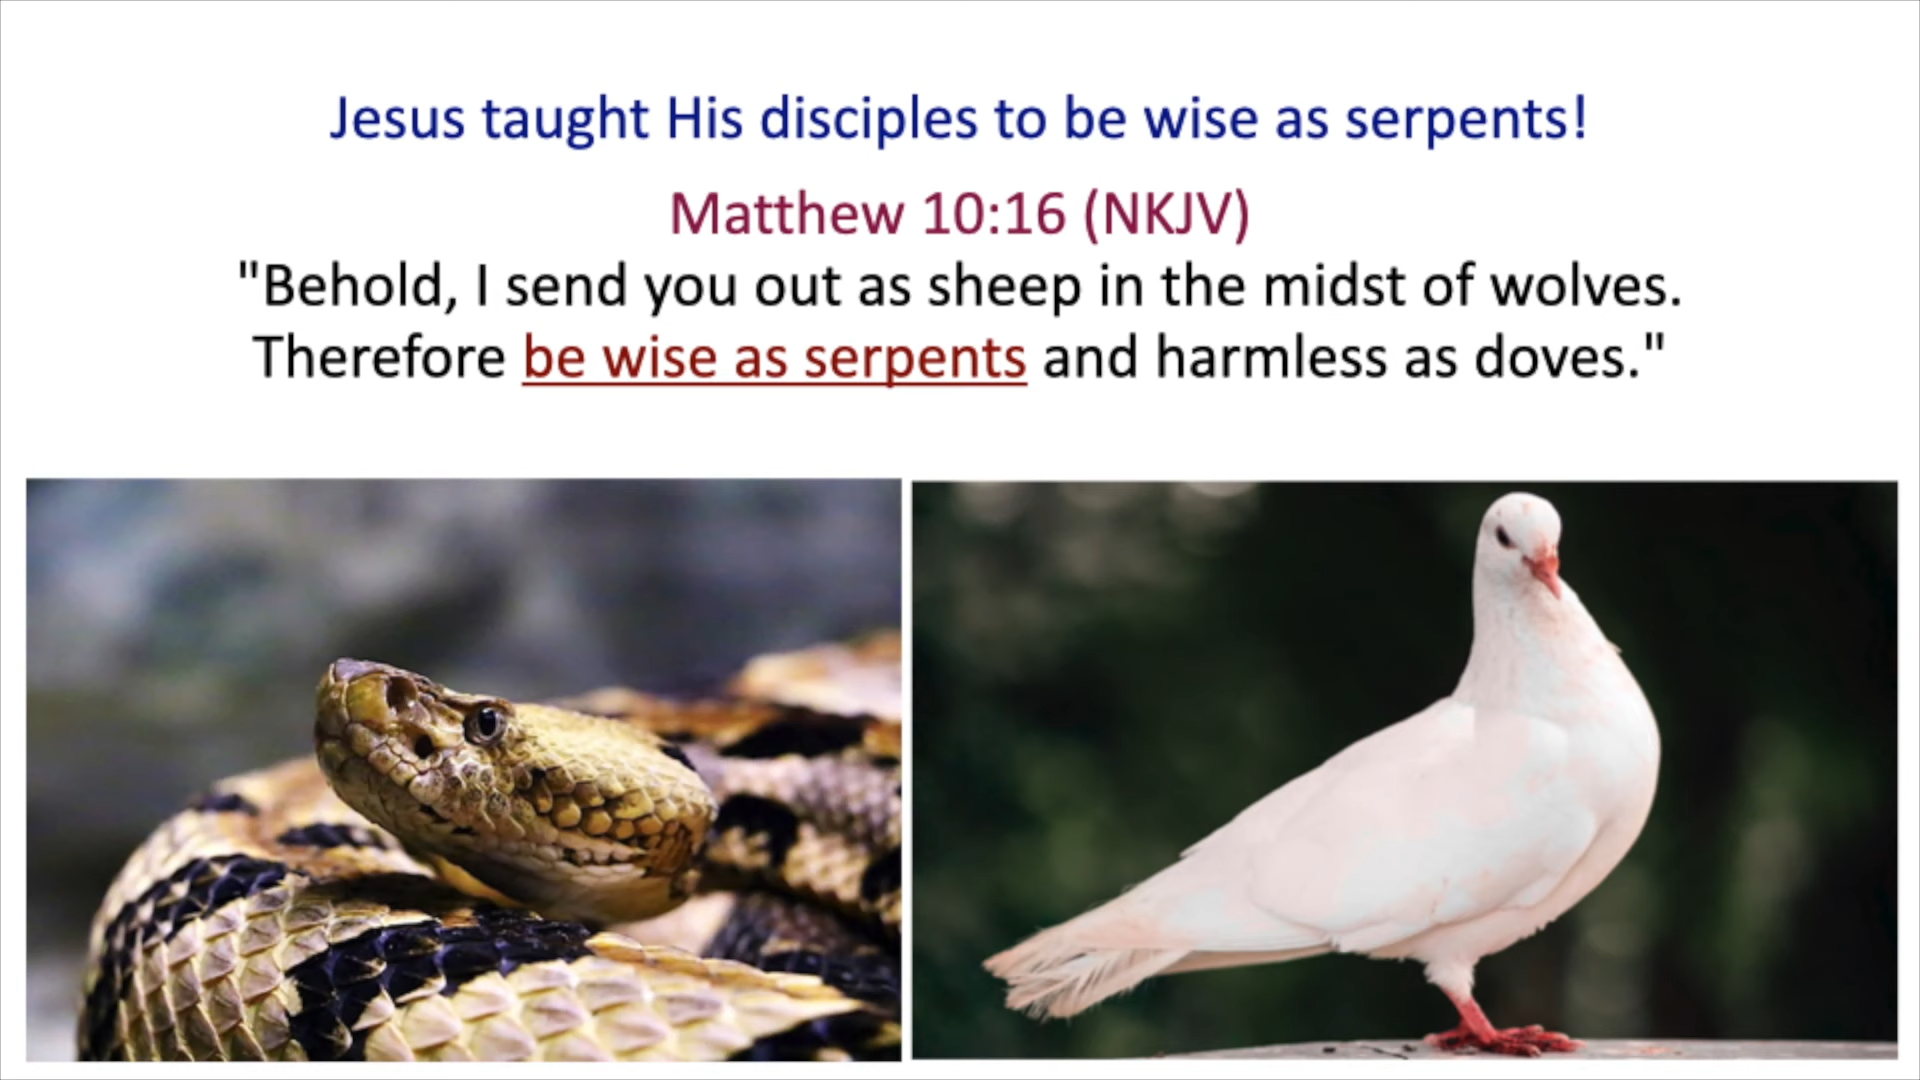 Jesus taught His disciples to be wise as serpents!
Matthew 10:16 (NKJV)
"Behold, I send you out as sheep in the midst of wolves.
Therefore be wise as serpents and harmless as doves."